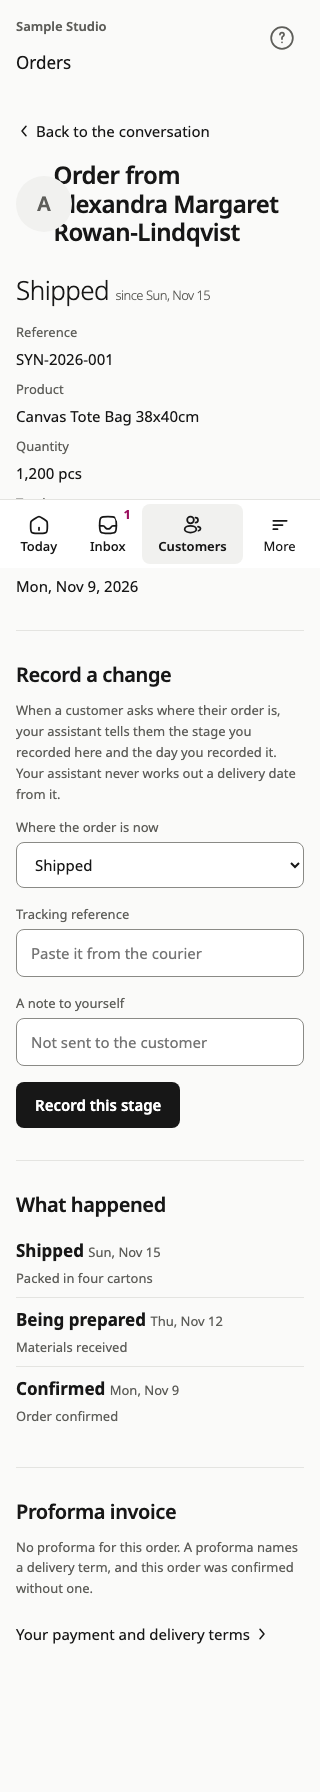 Sample Studio
Orders
Back to the conversation
A
Order from
Alexandra Margaret
Rowan-Lindqvist
Shipped since Sun, Nov 15
Reference
SYN-2026-001
Product
Canvas Tote Bag 38x40cm
Quantity
1,200 pcs
Today
Inbox
1
Customers
More
Mon, Nov 9, 2026
Record a change
When a customer asks where their order is,
your assistant tells them the stage you
recorded here and the day you recorded it.
Your assistant never works out a delivery date
from it.
Where the order is now
Shipped
Tracking reference
Paste it from the courier
A note to yourself
Not sent to the customer
Record this stage
What happened
Shipped Sun, Nov 15
Packed in four cartons
Being prepared Thu, Nov 12
Materials received
Confirmed Mon, Nov 9
Order confirmed
Proforma invoice
No proforma for this order. A proforma names
a delivery term, and this order was confirmed
without one.
Your payment and delivery terms